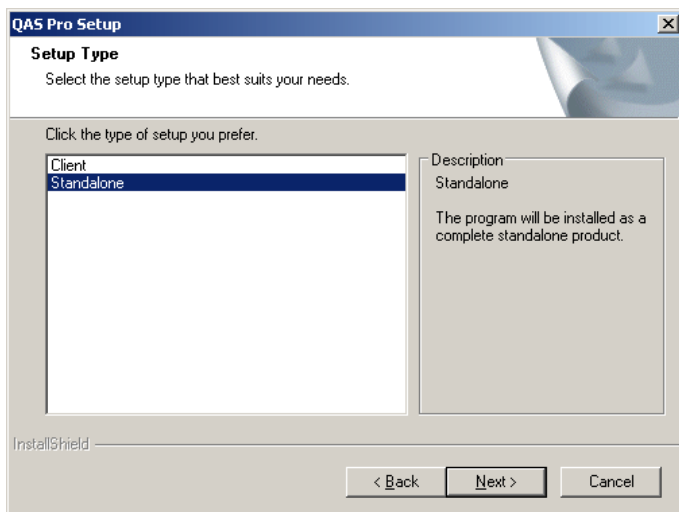 QAS Pro Setup
Setup Type
Select the setup type that best suits your needs.
Click the type of setup you prefer.
Client
Standalone
Description
Standalone
The program will be installed as a
complete standalone product.
InstallShield
< Back
Next >
Cancel